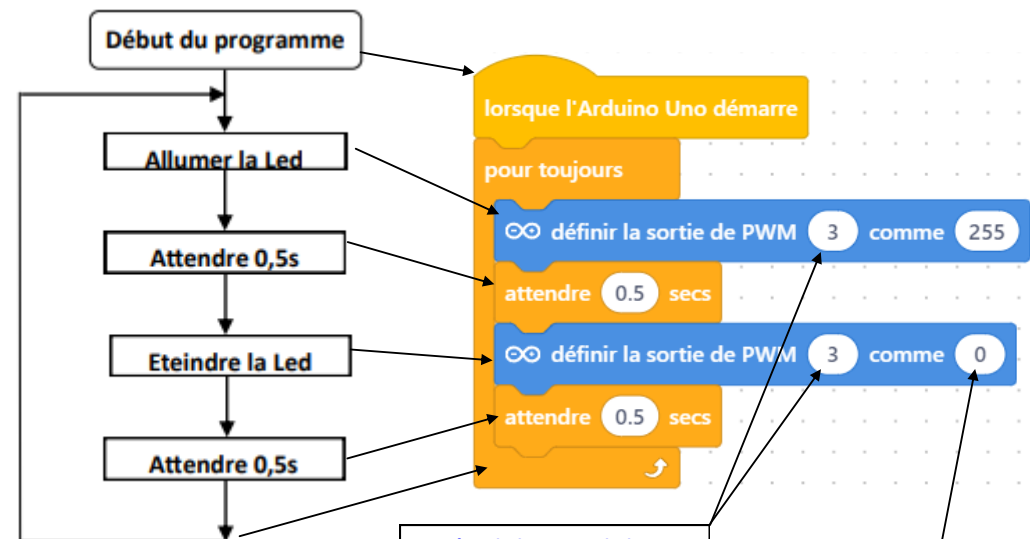 Début du programme
Allumer la Led
Attendre 0,5s
Eteindre la Led
Attendre 0,5s
lorsque l'Arduino Uno démarre
pour toujours
définir la sortie de PWM 3 comme 255
attendre 0.5 secs
définir la sortie de PWM 3 comme 0
attendre 0.5 secs